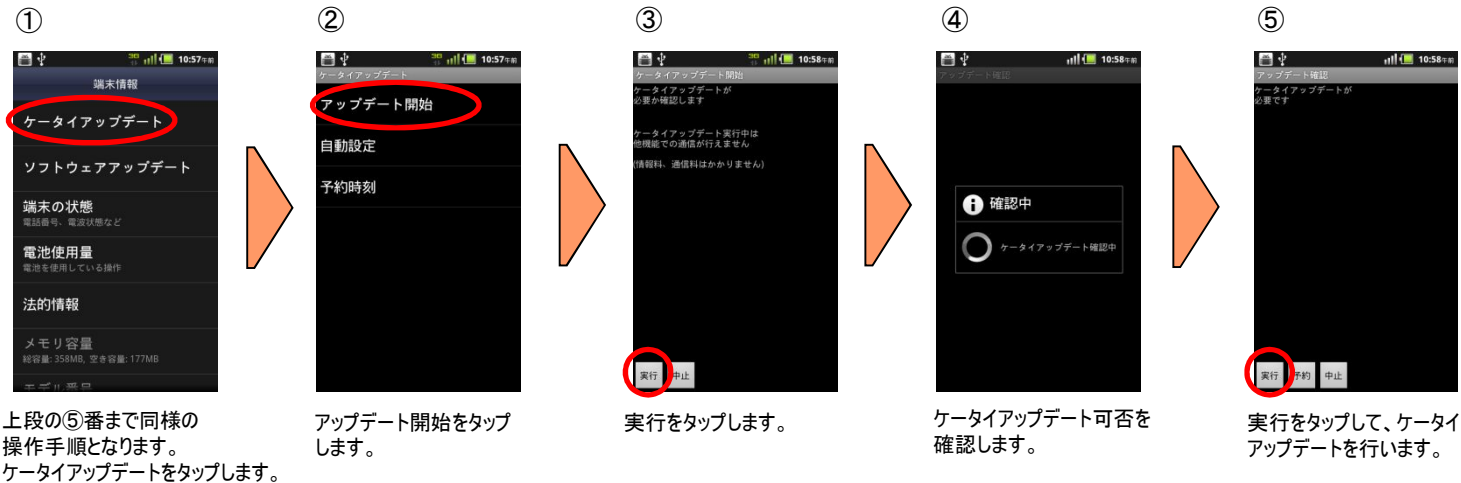 ①
10:57午前
端末情報
ケータイアップデート
ソフトウェアアップデート
端末の状態
電話番号、電波状態など
電池使用量
電池を使用している操作
法的情報
メモリ容量
総容量: 358MB, 空き容量: 177MB
モデル番号
上段の⑤番まで同様の
操作手順となります。
ケータイアップデートをタップします。
②
10:57午前
ケータイアップデート
アップデート開始
自動設定
予約時刻
アップデート開始をタップ
します。
③
10:58午前
ケータイアップデート開始
ケータイアップデートが
必要か確認します
ケータイアップデート実行中は
他機能での通信が行えません
(情報料、通信料はかかりません)
実行 中止
実行をタップします。
④
10:58午前
アップデート確認
確認中
ケータイアップデート確認中
ケータイアップデート可否を
確認します。
⑤
10:58午前
アップデート確認
ケータイアップデートが
必要です
実行 予約 中止
実行をタップして、ケータイ
アップデートを行います。